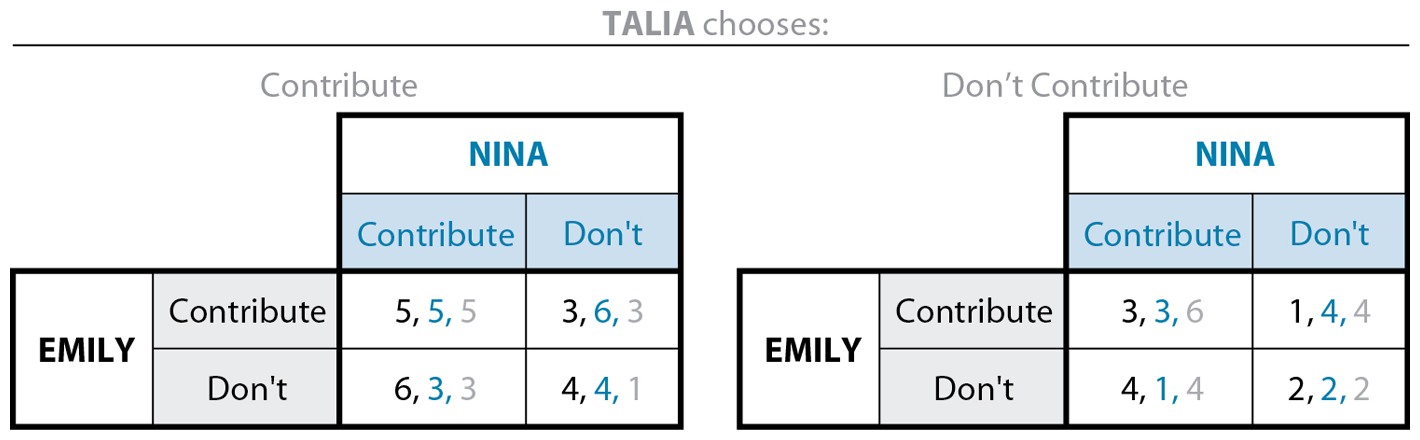 TALIA chooses:
Contribute
Don’t Contribute
NINA
Contribute Don't
EMILY
Contribute 5, 5, 5 3, 6, 3
Don't 6, 3, 3 4, 4, 1
NINA
Contribute Don't
EMILY
Contribute 3, 3, 6 1, 4, 4
Don't 4, 1, 4 2, 2, 2